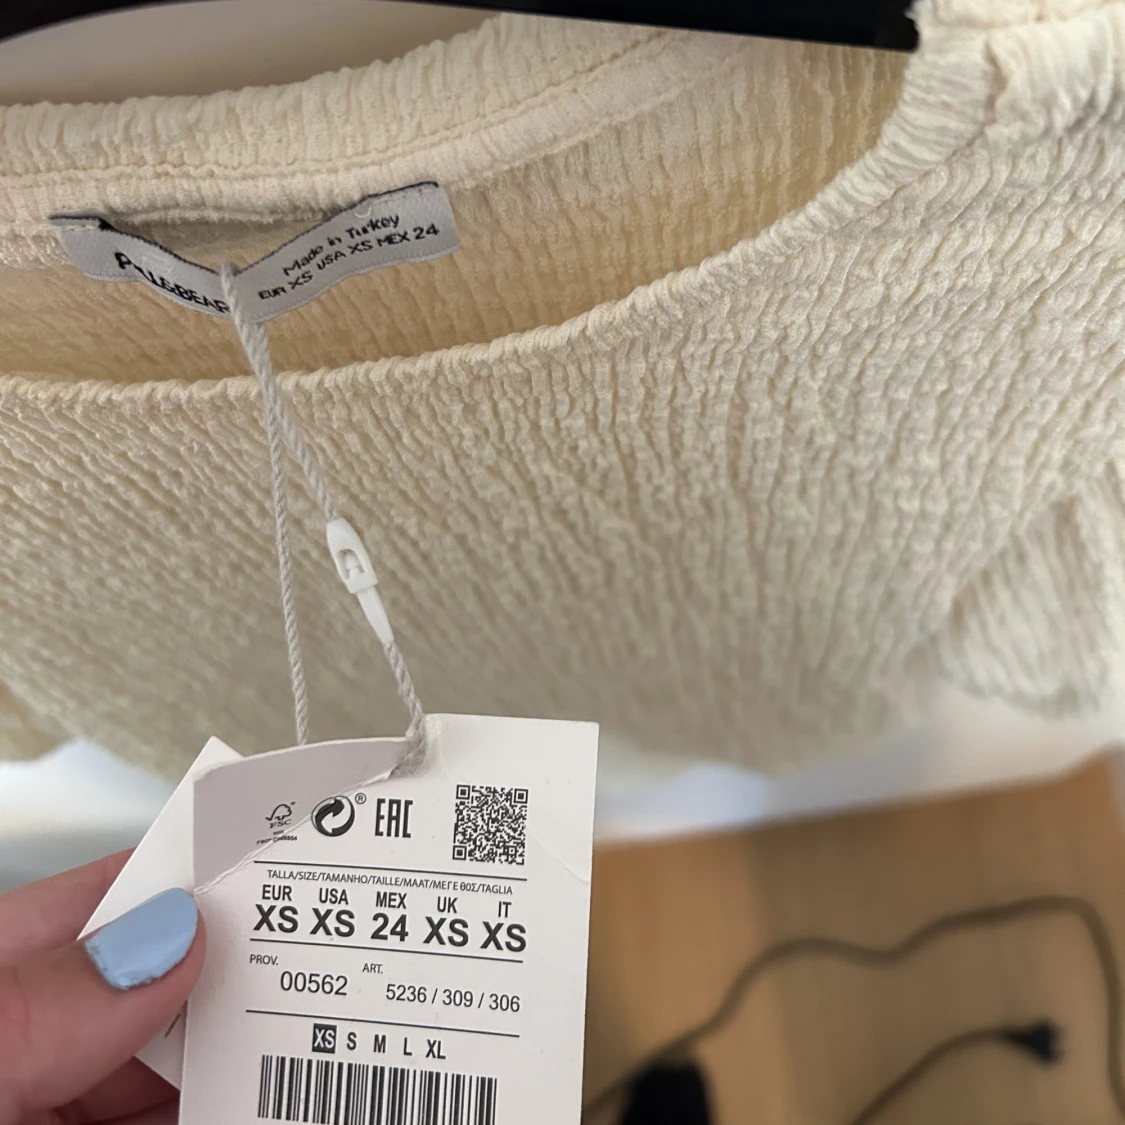 PULL&BEAR
Made in Turkey
EUR XS USA XS MEX 24
FSC
®
EAC
TALLA/SIZE/TAMANHO/TAILLE/MAAT/ΜΕΓΕΘΟΣ/TAGLIA
EUR USA MEX UK IT
XS XS 24 XS XS
PROV. ART.
00562 5236 / 309 / 306
XS S M L XL